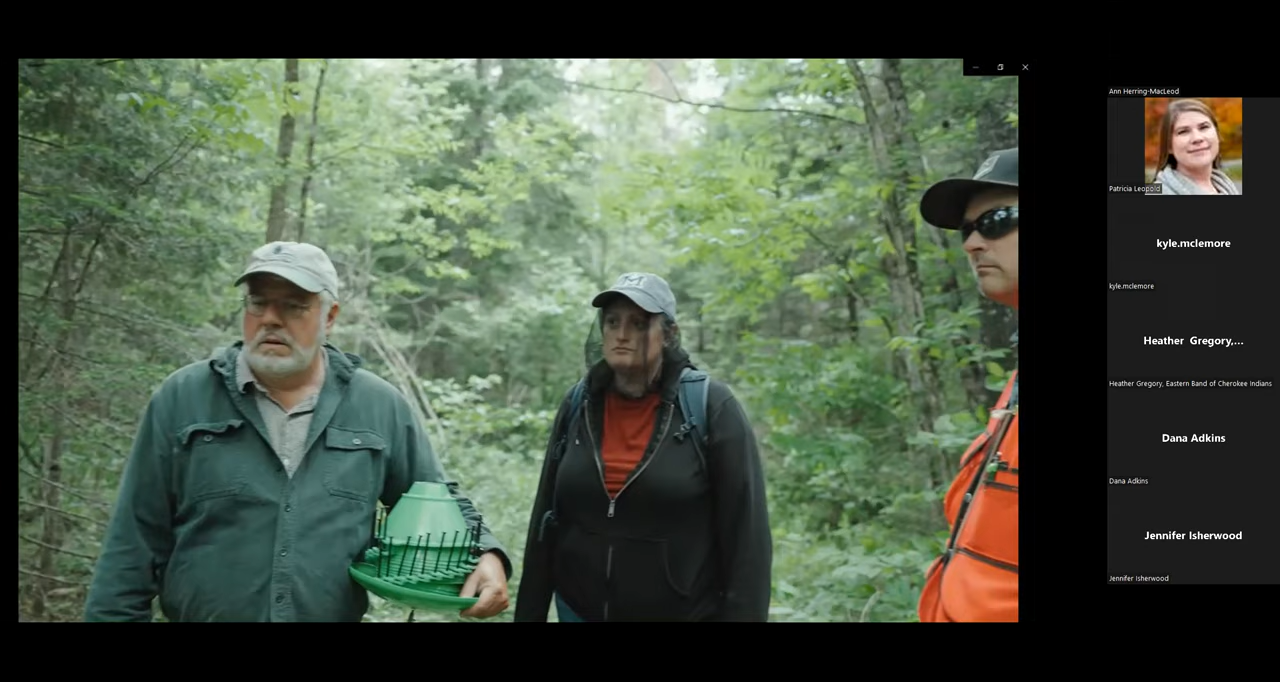 Ann Herring-MacLeod
Patricia Leopold
kyle.mclemore
kyle.mclemore
Heather Gregory,...
Heather Gregory, Eastern Band of Cherokee Indians
Dana Adkins
Dana Adkins
Jennifer Isherwood
Jennifer Isherwood
M